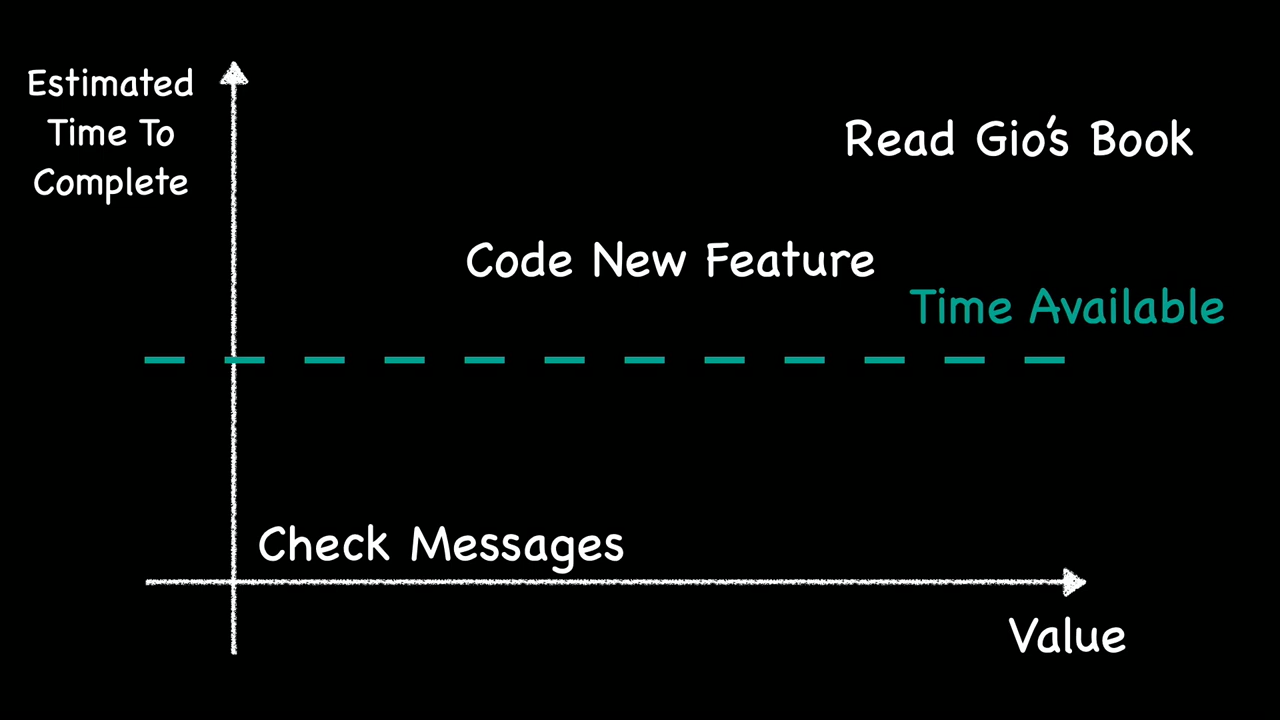 Estimated
Time To
Complete
Read Gio's Book
Code New Feature
Time Available
Check Messages
Value